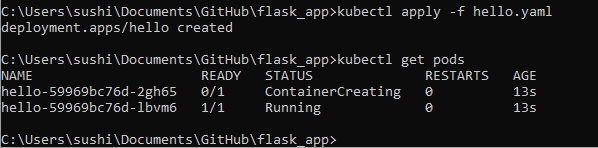 C:\Users\sushi\Documents\GitHub\flask_app>kubectl apply -f hello.yaml
deployment.apps/hello created
C:\Users\sushi\Documents\GitHub\flask_app>kubectl get pods
NAME READY STATUS RESTARTS AGE
hello-59969bc76d-2gh65 0/1 ContainerCreating 0 13s
hello-59969bc76d-lbvm6 1/1 Running 0 13s
C:\Users\sushi\Documents\GitHub\flask_app>